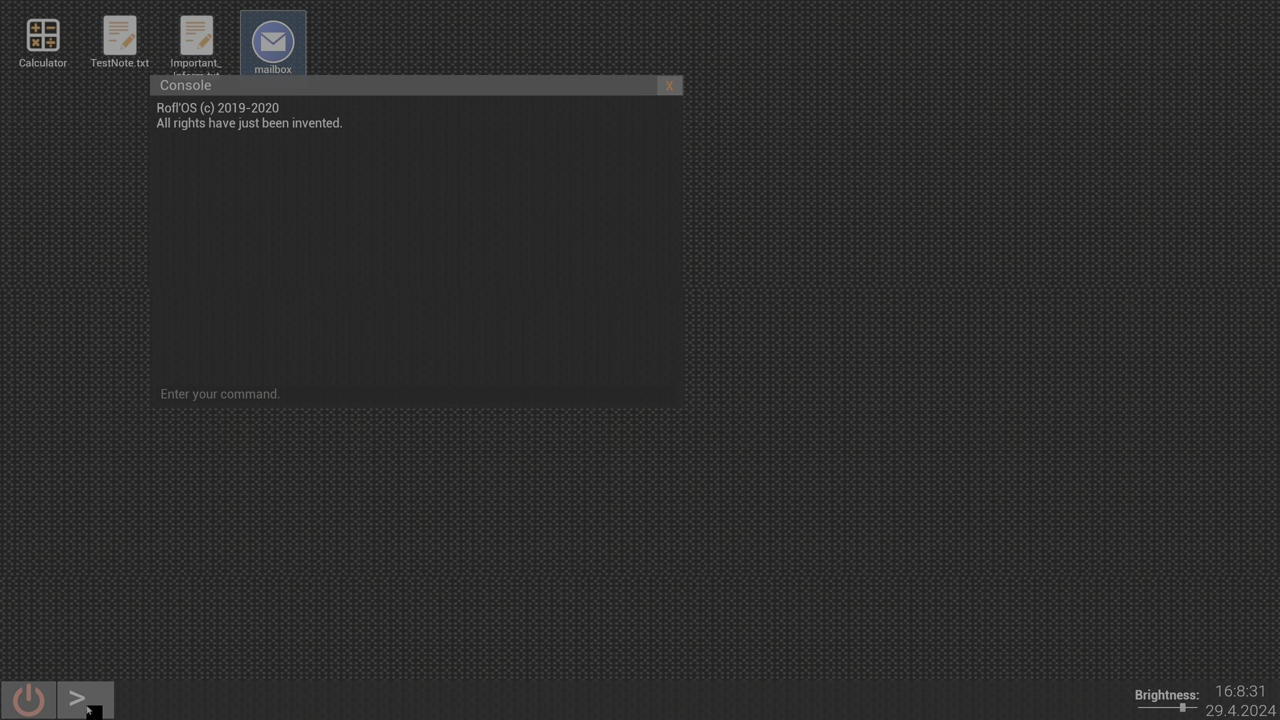 Calculator
TestNote.txt
Important_
mailbox
Console
X
Rofl'OS (c) 2019-2020
All rights have just been invented.
Enter your command.
>
Brightness:
16:8:31
29.4.2024